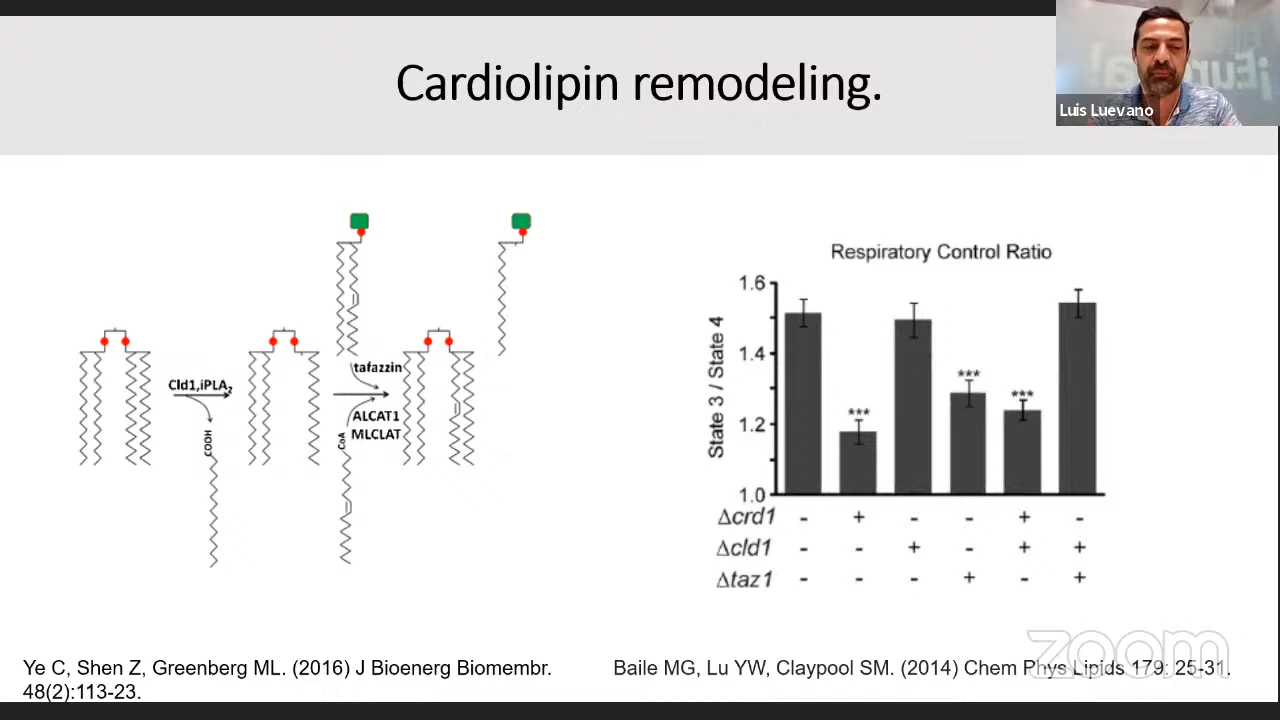 Cardiolipin remodeling.
Luis Luevano
¡Eur
Cld1,iPLA2
COOH
tafazzin
ALCAT1
MLCLAT
CoA
Respiratory Control Ratio
State 3 / State 4
1.6
1.4
1.2
1.0
***
***
***
Δcrd1 - + - - + -
Δcld1 - - + - + +
Δtaz1 - - - + - +
Ye C, Shen Z, Greenberg ML. (2016) J Bioenerg Biomembr.
48(2):113-23.
Baile MG, Lu YW, Claypool SM. (2014) Chem Phys Lipids 179: 25-31.
zoom